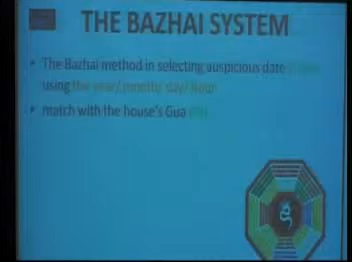 THE BAZHAI SYSTEM
• The Bazhai method in selecting auspicious date
using the year/ month/ day/ hour
• match with the house's Gua